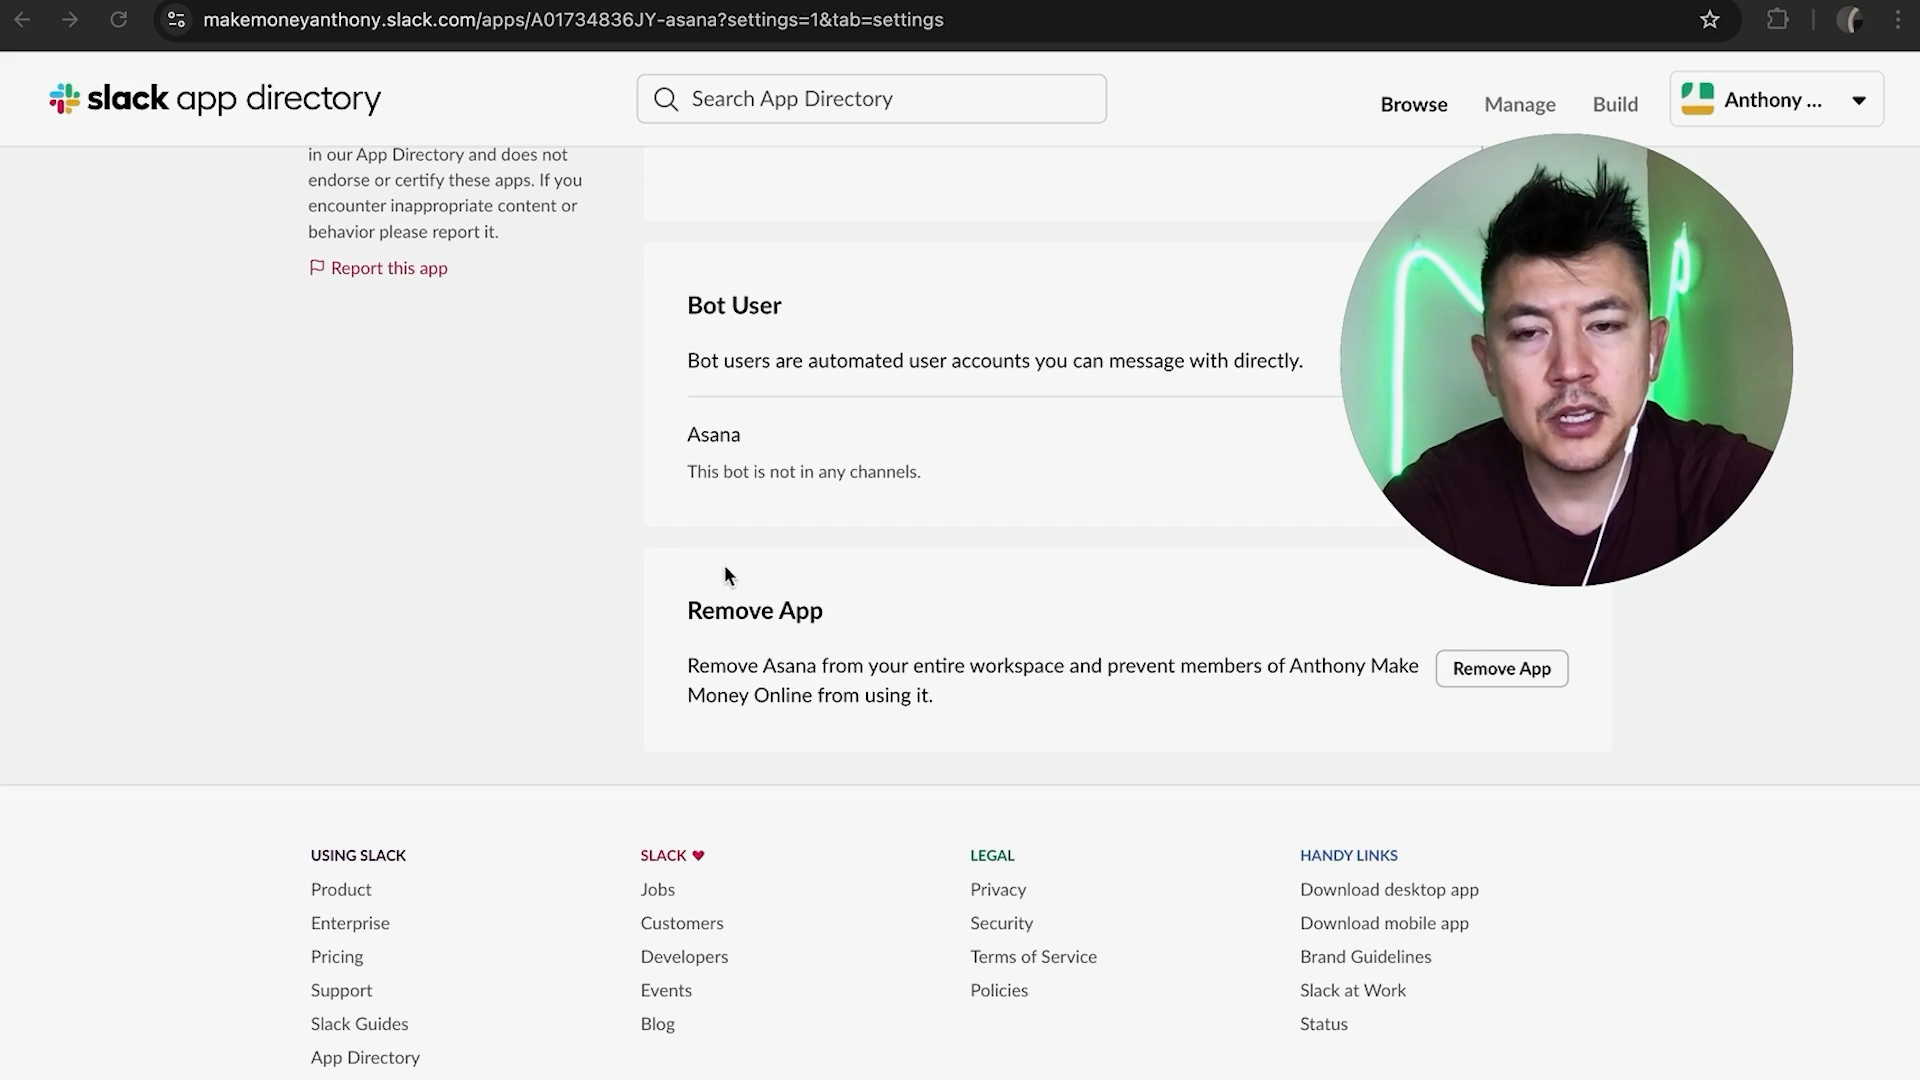 makemoneyanthony.slack.com/apps/A01734836JY-asana?settings=1&tab=settings
slack app directory
Search App Directory
Browse
Manage
Build
Anthony ...
in our App Directory and does not
endorse or certify these apps. If you
encounter inappropriate content or
behavior please report it.
Report this app
Bot User
Bot users are automated user accounts you can message with directly.
Asana
This bot is not in any channels.
Remove App
Remove Asana from your entire workspace and prevent members of Anthony Make
Money Online from using it.
Remove App
USING SLACK
Product
Enterprise
Pricing
Support
Slack Guides
App Directory
SLACK
Jobs
Customers
Developers
Events
Blog
LEGAL
Privacy
Security
Terms of Service
Policies
HANDY LINKS
Download desktop app
Download mobile app
Brand Guidelines
Slack at Work
Status